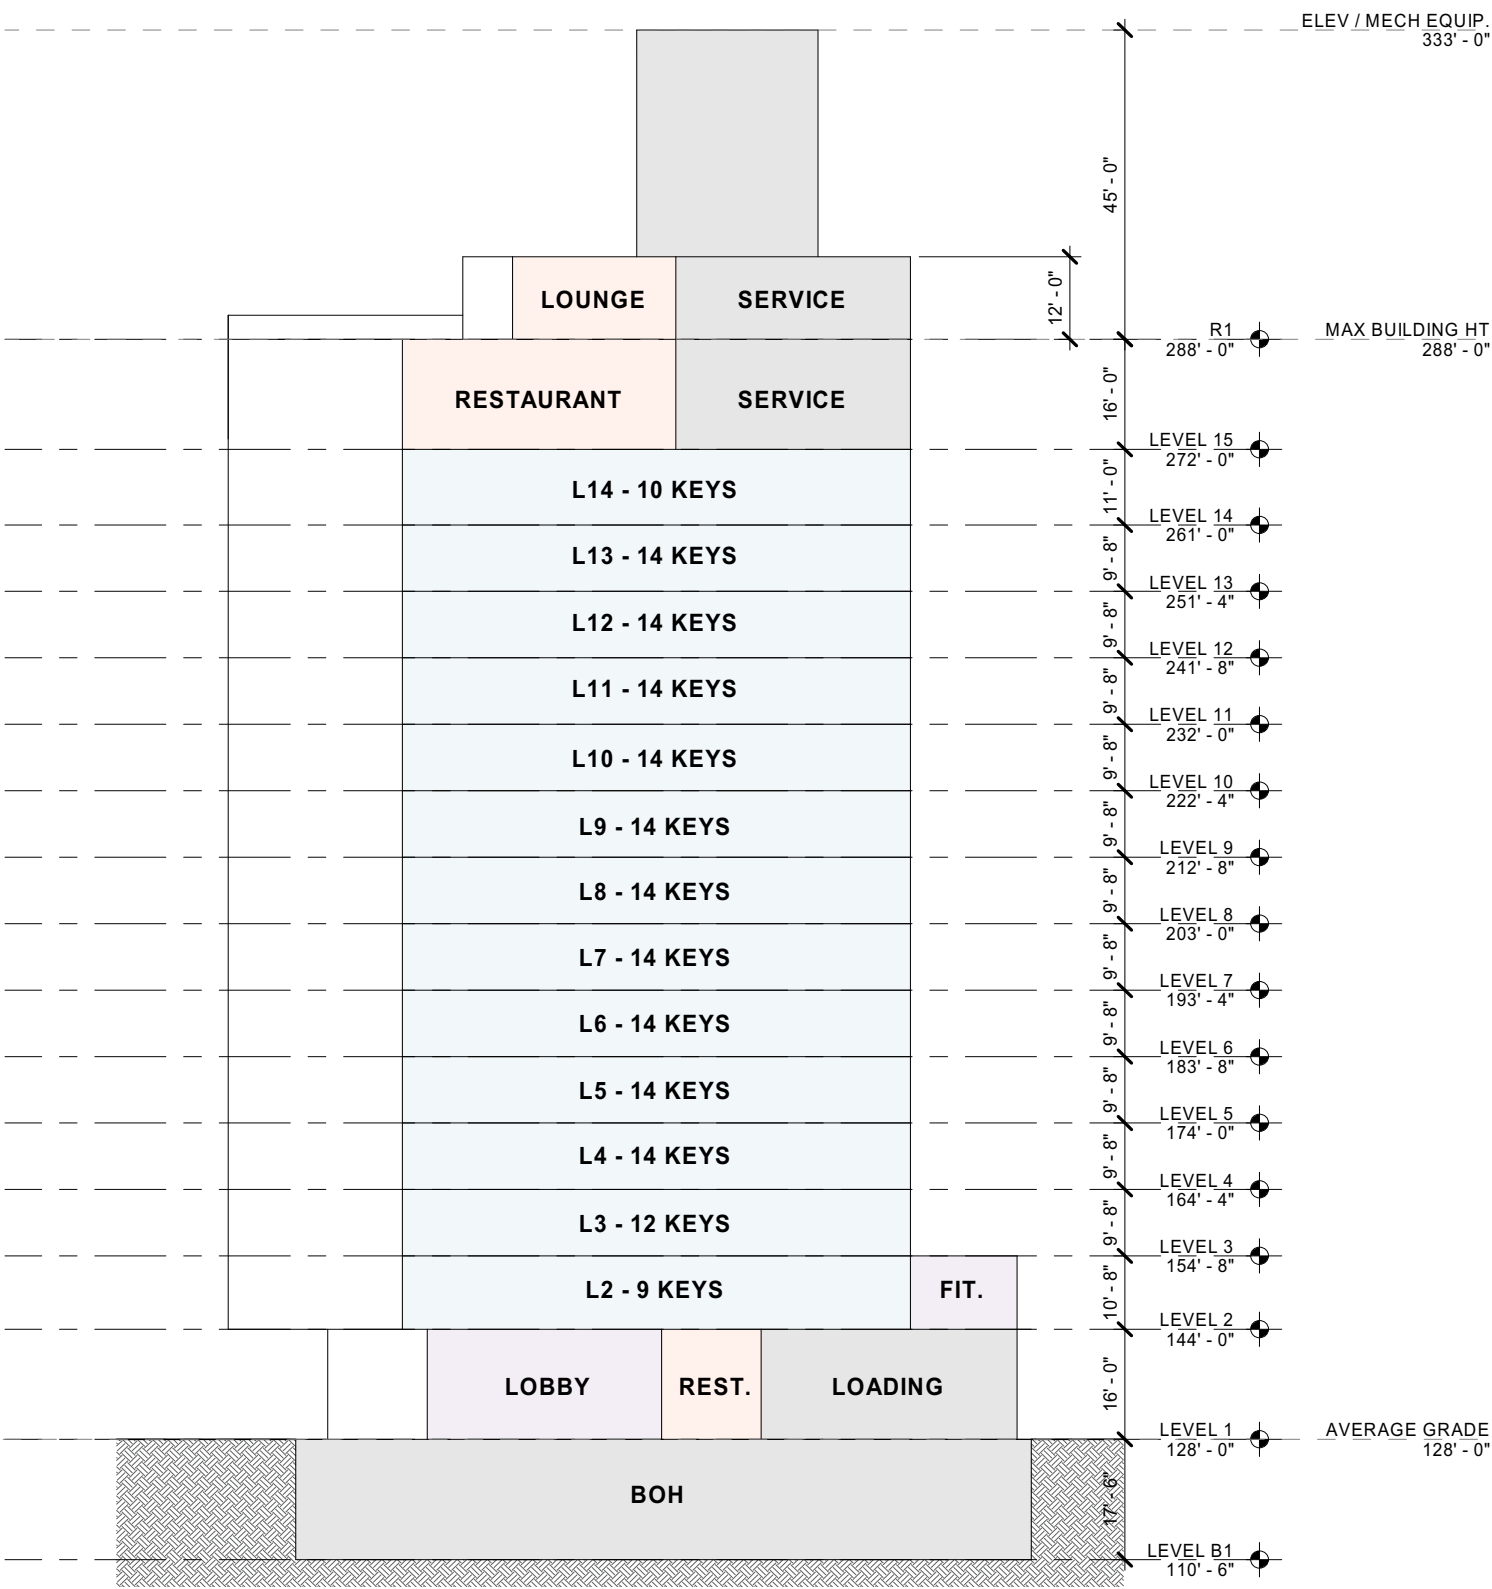 ELEV / MECH EQUIP.
333' - 0"
45' - 0"
LOUNGE
SERVICE
12' - 0"
R1
288' - 0"
MAX BUILDING HT
288' - 0"
RESTAURANT
SERVICE
16' - 0"
LEVEL 15
272' - 0"
L14 - 10 KEYS
11' - 0"
LEVEL 14
261' - 0"
L13 - 14 KEYS
9' - 8"
LEVEL 13
251' - 4"
L12 - 14 KEYS
9' - 8"
LEVEL 12
241' - 8"
L11 - 14 KEYS
9' - 8"
LEVEL 11
232' - 0"
L10 - 14 KEYS
9' - 8"
LEVEL 10
222' - 4"
L9 - 14 KEYS
9' - 8"
LEVEL 9
212' - 8"
L8 - 14 KEYS
9' - 8"
LEVEL 8
203' - 0"
L7 - 14 KEYS
9' - 8"
LEVEL 7
193' - 4"
L6 - 14 KEYS
9' - 8"
LEVEL 6
183' - 8"
L5 - 14 KEYS
9' - 8"
LEVEL 5
174' - 0"
L4 - 14 KEYS
9' - 8"
LEVEL 4
164' - 4"
L3 - 12 KEYS
9' - 8"
LEVEL 3
154' - 8"
L2 - 9 KEYS
FIT.
10' - 8"
LEVEL 2
144' - 0"
LOBBY
REST.
LOADING
16' - 0"
LEVEL 1
128' - 0"
AVERAGE GRADE
128' - 0"
BOH
17' - 6"
LEVEL B1
110' - 6"